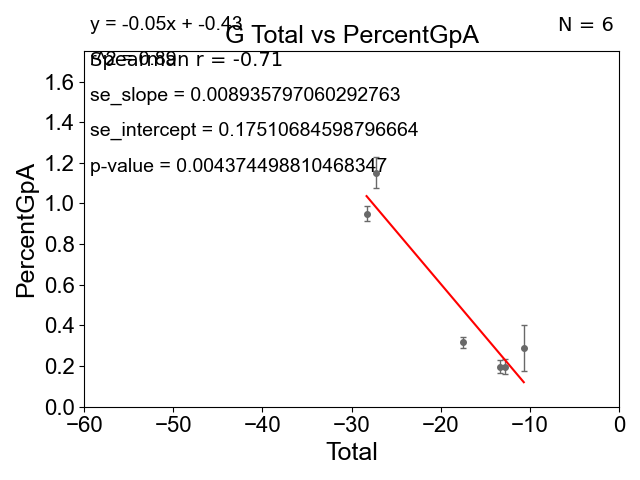 y = -0.05x + -0.43
G Total vs PercentGpA
N = 6
Spearman r = -0.71
se_slope = 0.008935797060292763
se_intercept = 0.17510684598796664
p-value = 0.004374498810468347
PercentGpA
1.6
1.4
1.2
1.0
0.8
0.6
0.4
0.2
0.0
−60
−50
−40
−30
−20
−10
0
Total